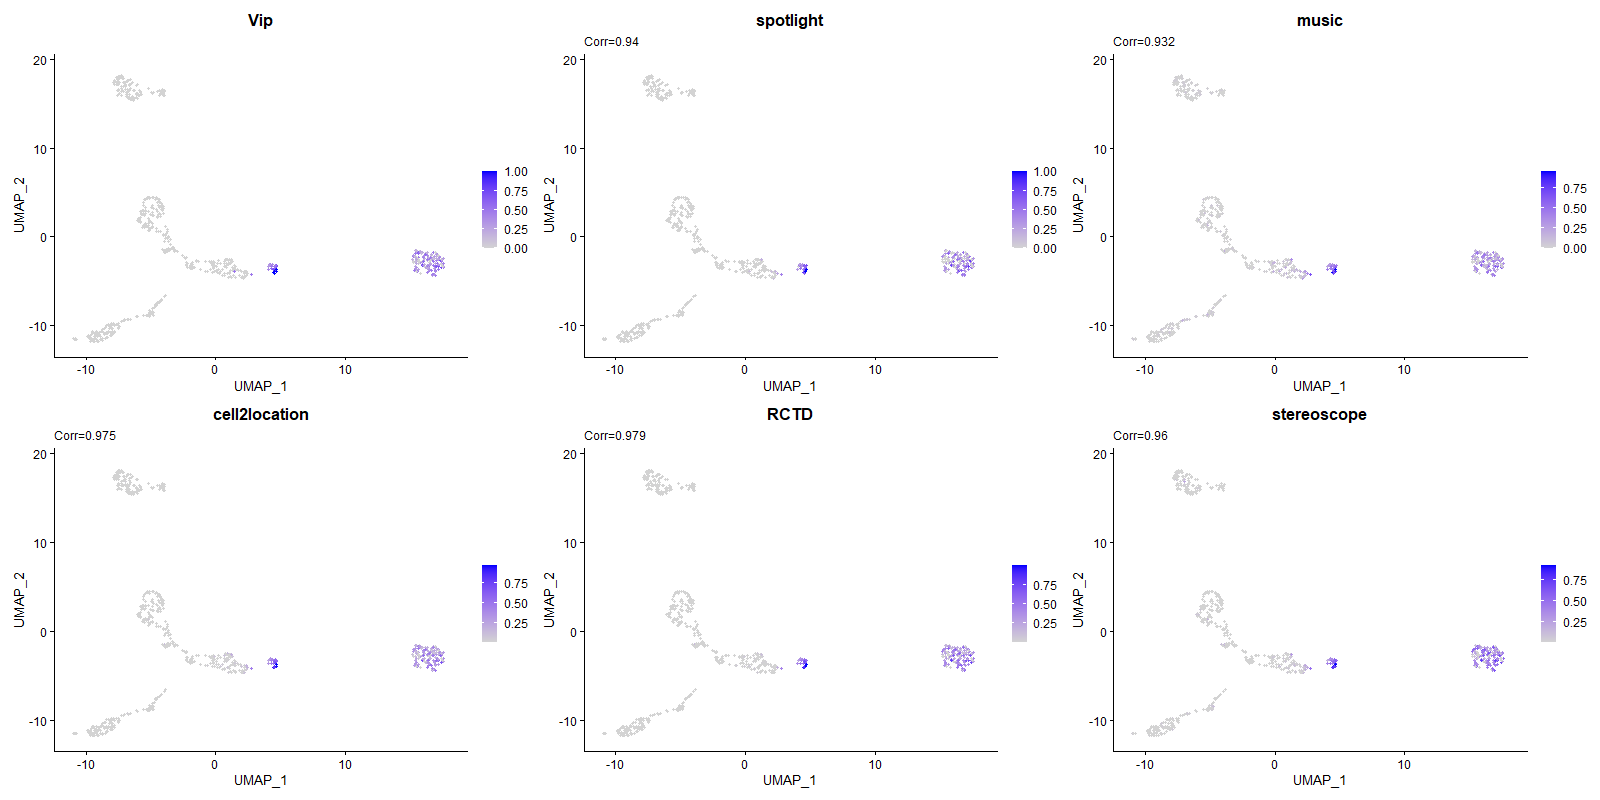 Vip
20
10
0
-10
-10
0
10
UMAP_1
UMAP_2
1.00
0.75
0.50
0.25
0.00
spotlight
Corr=0.94
20
10
0
-10
-10
0
10
UMAP_1
UMAP_2
1.00
0.75
0.50
0.25
0.00
music
Corr=0.932
20
10
0
-10
-10
0
10
UMAP_1
UMAP_2
0.75
0.50
0.25
0.00
cell2location
Corr=0.975
20
10
0
-10
-10
0
10
UMAP_1
UMAP_2
0.75
0.50
0.25
RCTD
Corr=0.979
20
10
0
-10
-10
0
10
UMAP_1
UMAP_2
0.75
0.50
0.25
stereoscope
Corr=0.96
20
10
0
-10
-10
0
10
UMAP_1
UMAP_2
0.75
0.50
0.25